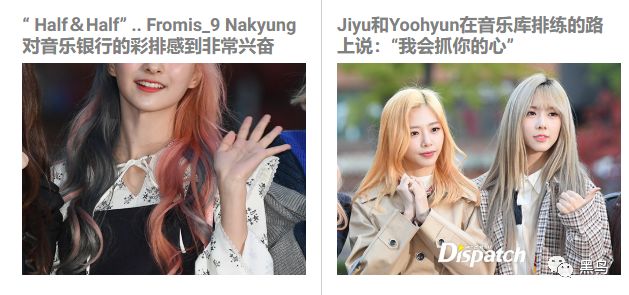 “ Half＆Half” .. Fromis_9 Nakyung
对音乐银行的彩排感到非常兴奋
Jiyu和Yoohyun在音乐库排练的路
上说：“我会抓你的心”
Dispatch
黑鸟